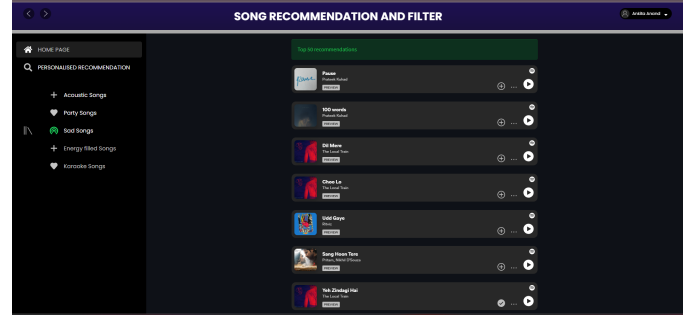 SONG RECOMMENDATION AND FILTER
Ankita Anand
HOME PAGE
PERSONALISED RECOMMENDATION
Acoustic Songs
Party Songs
Sad Songs
Energy filled Songs
Karaoke Songs
Top 50 recommendations
Pause
Prateek Kuhad
PREVIEW
100 words
Prateek Kuhad
PREVIEW
Dil Mere
The Local Train
PREVIEW
Choo Lo
The Local Train
PREVIEW
Udd Gaye
Ritviz
PREVIEW
Sang Hoon Tere
Pritam, Nikhil D'Souza
PREVIEW
Yeh Zindagi Hai
The Local Train
PREVIEW